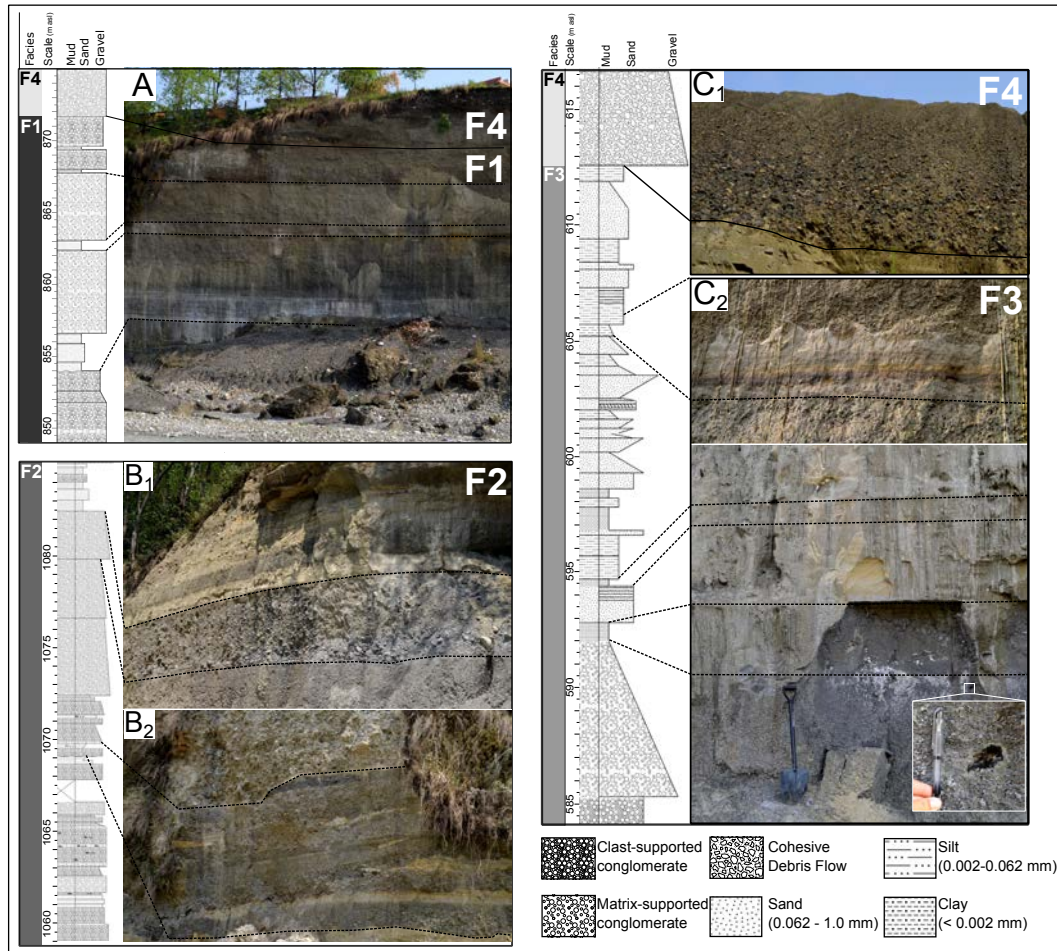 Facies
Scale (m asl)
Mud
Sand
Gravel
F4
F1
870
865
860
855
850
A
F4
F1
F2
1080
1075
1070
1065
1060
B1
F2
B2
Facies
Scale (m asl)
Mud
Sand
Gravel
F4
F3
615
610
605
600
595
590
585
C1
F4
C2
F3
Clast-supported
conglomerate
Cohesive
Debris Flow
Silt
(0.002-0.062 mm)
Matrix-supported
conglomerate
Sand
(0.062 - 1.0 mm)
Clay
(< 0.002 mm)